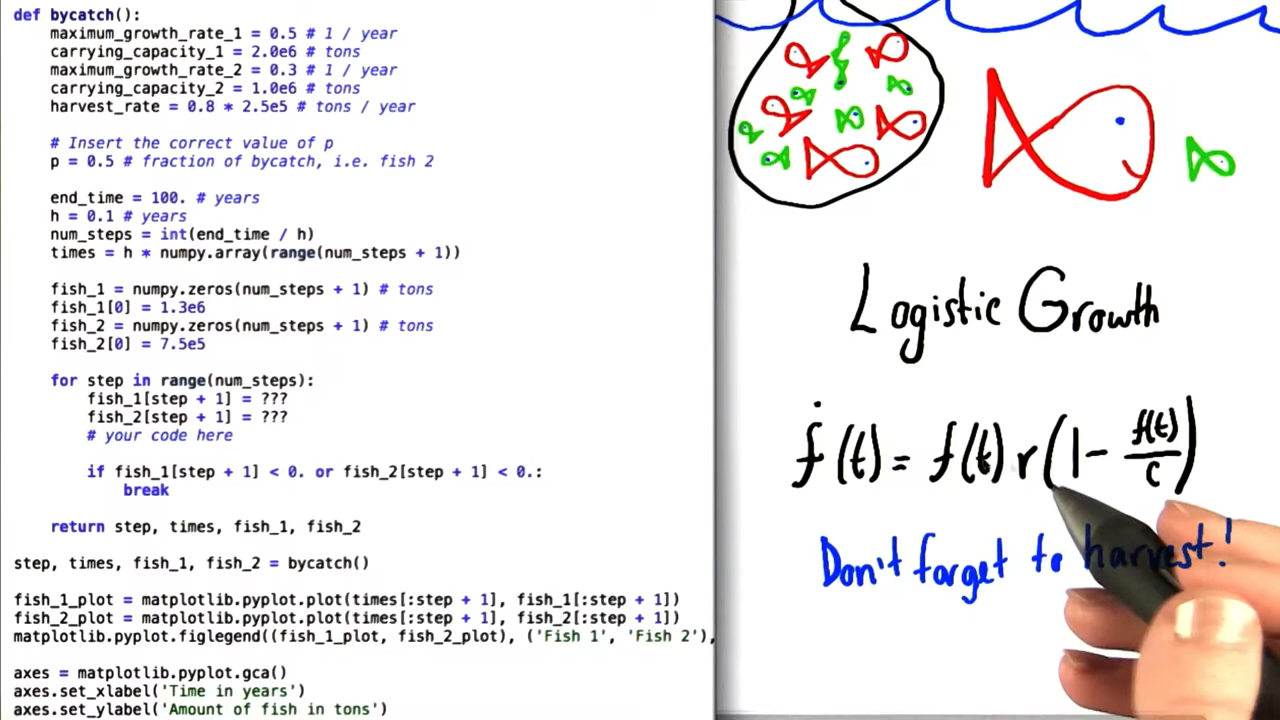 def bycatch():
    maximum_growth_rate_1 = 0.5 # 1 / year
    carrying_capacity_1 = 2.0e6 # tons
    maximum_growth_rate_2 = 0.3 # 1 / year
    carrying_capacity_2 = 1.0e6 # tons
    harvest_rate = 0.8 * 2.5e5 # tons / year
    # Insert the correct value of p
    p = 0.5 # fraction of bycatch, i.e. fish 2
    end_time = 100. # years
    h = 0.1 # years
    num_steps = int(end_time / h)
    times = h * numpy.array(range(num_steps + 1))
    fish_1 = numpy.zeros(num_steps + 1) # tons
    fish_1[0] = 1.3e6
    fish_2 = numpy.zeros(num_steps + 1) # tons
    fish_2[0] = 7.5e5
    for step in range(num_steps):
        fish_1[step + 1] = ???
        fish_2[step + 1] = ???
        # your code here
        if fish_1[step + 1] < 0. or fish_2[step + 1] < 0.:
            break
    return step, times, fish_1, fish_2
step, times, fish_1, fish_2 = bycatch()
fish_1_plot = matplotlib.pyplot.plot(times[:step + 1], fish_1[:step + 1])
fish_2_plot = matplotlib.pyplot.plot(times[:step + 1], fish_2[:step + 1])
matplotlib.pyplot.figlegend((fish_1_plot, fish_2_plot), ('Fish 1', 'Fish 2'),
axes = matplotlib.pyplot.gca()
axes.set_xlabel('Time in years')
axes.set_ylabel('Amount of fish in tons')
Logistic Growth
ḟ(t) = f(t) r (1 - f(t)/c)
Don't forget to harvest!